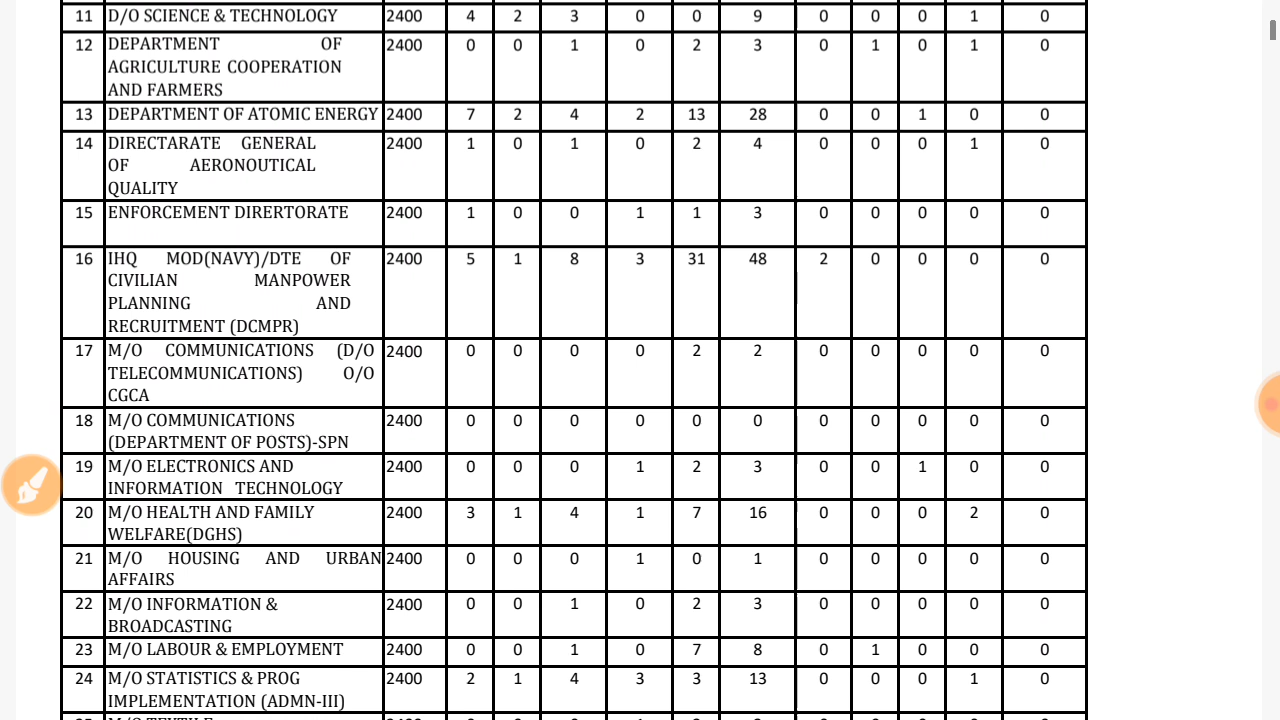 11 D/O SCIENCE & TECHNOLOGY 2400 4 2 3 0 0 9 0 0 0 1 0
12 DEPARTMENT OF 2400 0 0 1 0 2 3 0 1 0 1 0
AGRICULTURE COOPERATION
AND FARMERS
13 DEPARTMENT OF ATOMIC ENERGY 2400 7 2 4 2 13 28 0 0 1 0 0
14 DIRECTARATE GENERAL 2400 1 0 1 0 2 4 0 0 0 1 0
OF AERONOUTICAL
QUALITY
15 ENFORCEMENT DIRERTORATE 2400 1 0 0 1 1 3 0 0 0 0 0
16 IHQ MOD(NAVY)/DTE OF 2400 5 1 8 3 31 48 2 0 0 0 0
CIVILIAN MANPOWER
PLANNING AND
RECRUITMENT (DCMPR)
17 M/O COMMUNICATIONS (D/O 2400 0 0 0 0 2 2 0 0 0 0 0
TELECOMMUNICATIONS) O/O
CGCA
18 M/O COMMUNICATIONS 2400 0 0 0 0 0 0 0 0 0 0 0
(DEPARTMENT OF POSTS)-SPN
19 M/O ELECTRONICS AND 2400 0 0 0 1 2 3 0 0 1 0 0
INFORMATION TECHNOLOGY
20 M/O HEALTH AND FAMILY 2400 3 1 4 1 7 16 0 0 0 2 0
WELFARE(DGHS)
21 M/O HOUSING AND URBAN 2400 0 0 0 1 0 1 0 0 0 0 0
AFFAIRS
22 M/O INFORMATION & 2400 0 0 1 0 2 3 0 0 0 0 0
BROADCASTING
23 M/O LABOUR & EMPLOYMENT 2400 0 0 1 0 7 8 0 1 0 0 0
24 M/O STATISTICS & PROG 2400 2 1 4 3 3 13 0 0 0 1 0
IMPLEMENTATION (ADMN-III)